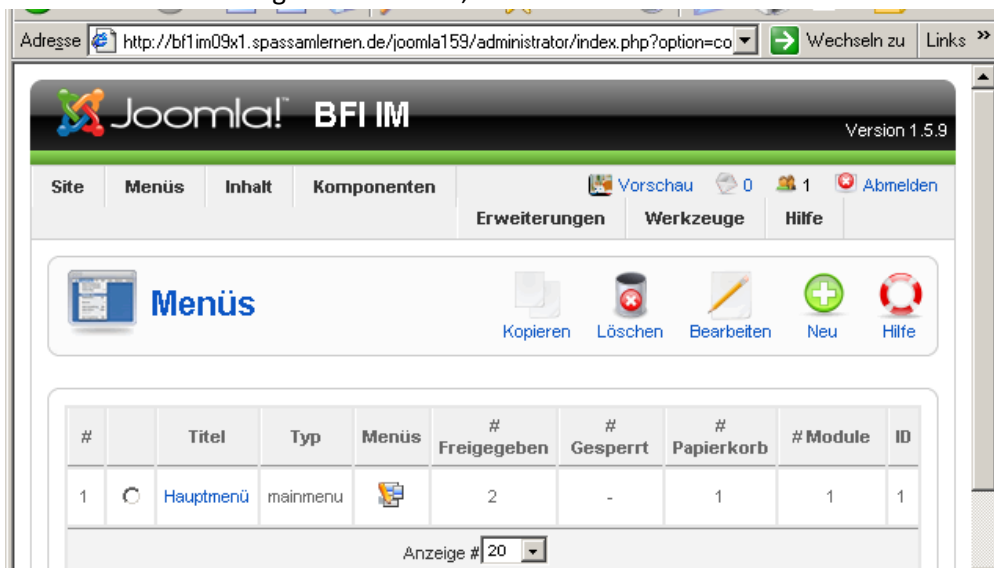 Adresse http://bf1im09x1.spassamlernen.de/joomla159/administrator/index.php?option=co Wechseln zu Links »
Joomla!™ BFI IM
Version 1.5.9
Site Menüs Inhalt Komponenten Vorschau 0 1 Abmelden
Erweiterungen Werkzeuge Hilfe
Menüs
Kopieren Löschen Bearbeiten Neu Hilfe
# Titel Typ Menüs # Freigegeben # Gesperrt # Papierkorb # Module ID
1 Hauptmenü mainmenu 2 - 1 1 1
Anzeige # 20